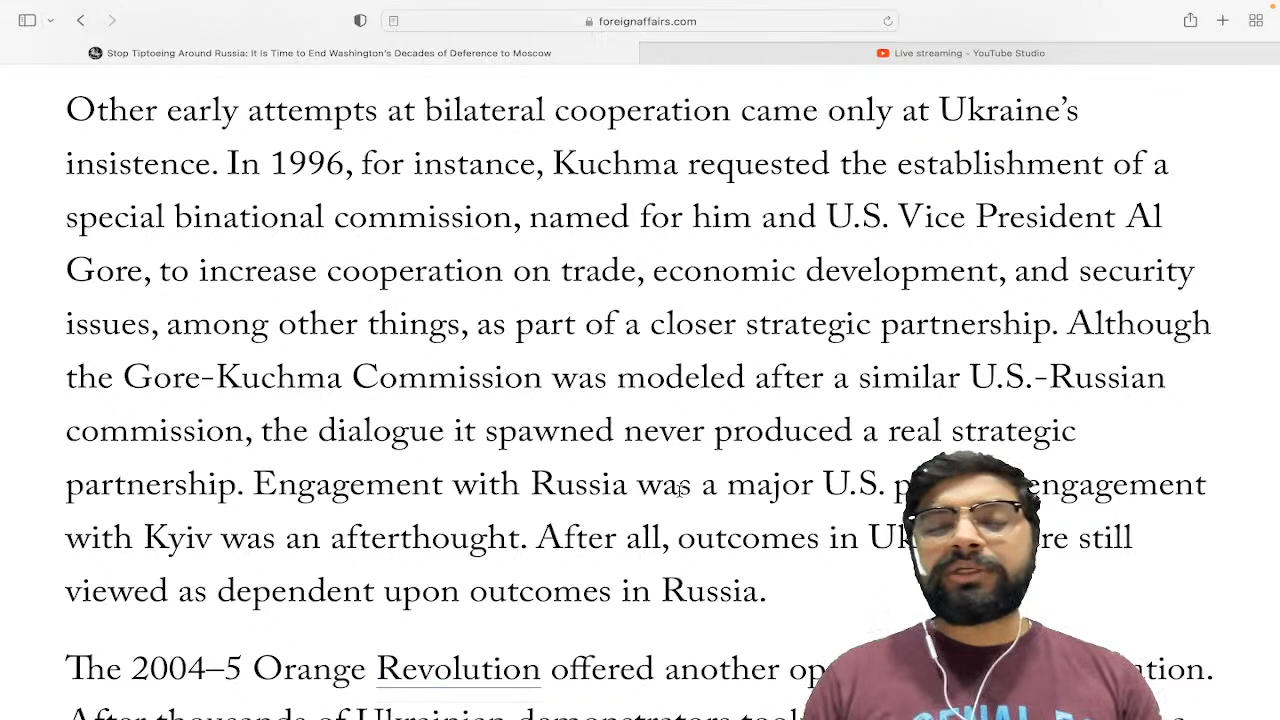 foreignaffairs.com
Stop Tiptoeing Around Russia: It Is Time to End Washington's Decades of Deference to Moscow
Live streaming - YouTube Studio
Other early attempts at bilateral cooperation came only at Ukraine’s
insistence. In 1996, for instance, Kuchma requested the establishment of a
special binational commission, named for him and U.S. Vice President Al
Gore, to increase cooperation on trade, economic development, and security
issues, among other things, as part of a closer strategic partnership. Although
the Gore-Kuchma Commission was modeled after a similar U.S.-Russian
commission, the dialogue it spawned never produced a real strategic
partnership. Engagement with Russia was a major U.S. engagement
with Kyiv was an afterthought. After all, outcomes in still
viewed as dependent upon outcomes in Russia.
The 2004–5 Orange Revolution offered another
After thousands of Ukrainian demonstrators